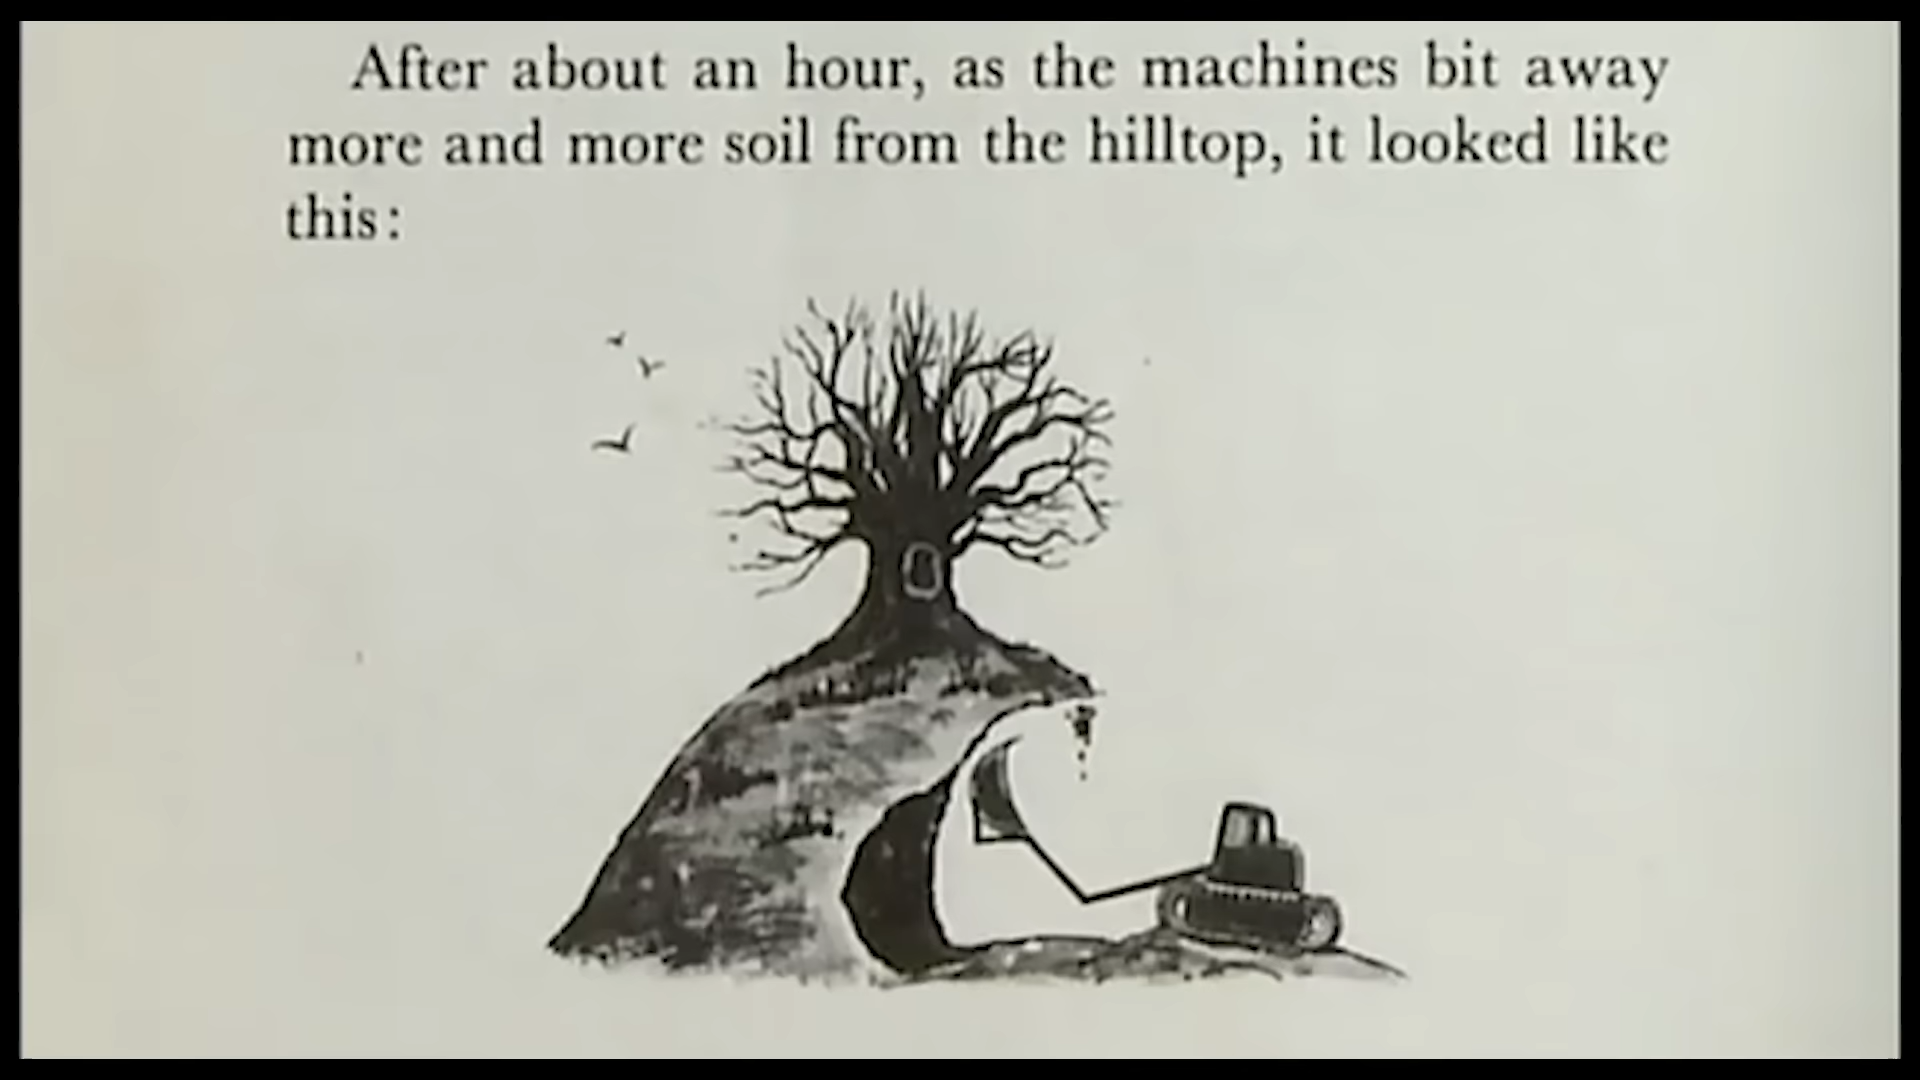 After about an hour, as the machines bit away
more and more soil from the hilltop, it looked like
this: